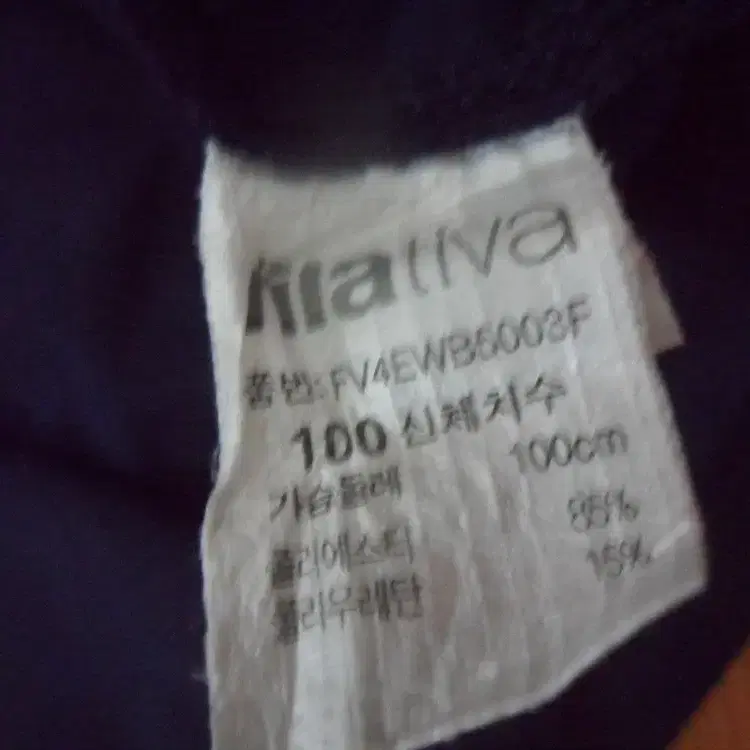 filativa
품번: FV4EWB5003F
100 신체치수
가슴둘레 100cm
폴리에스터 85%
폴리우레탄 15%